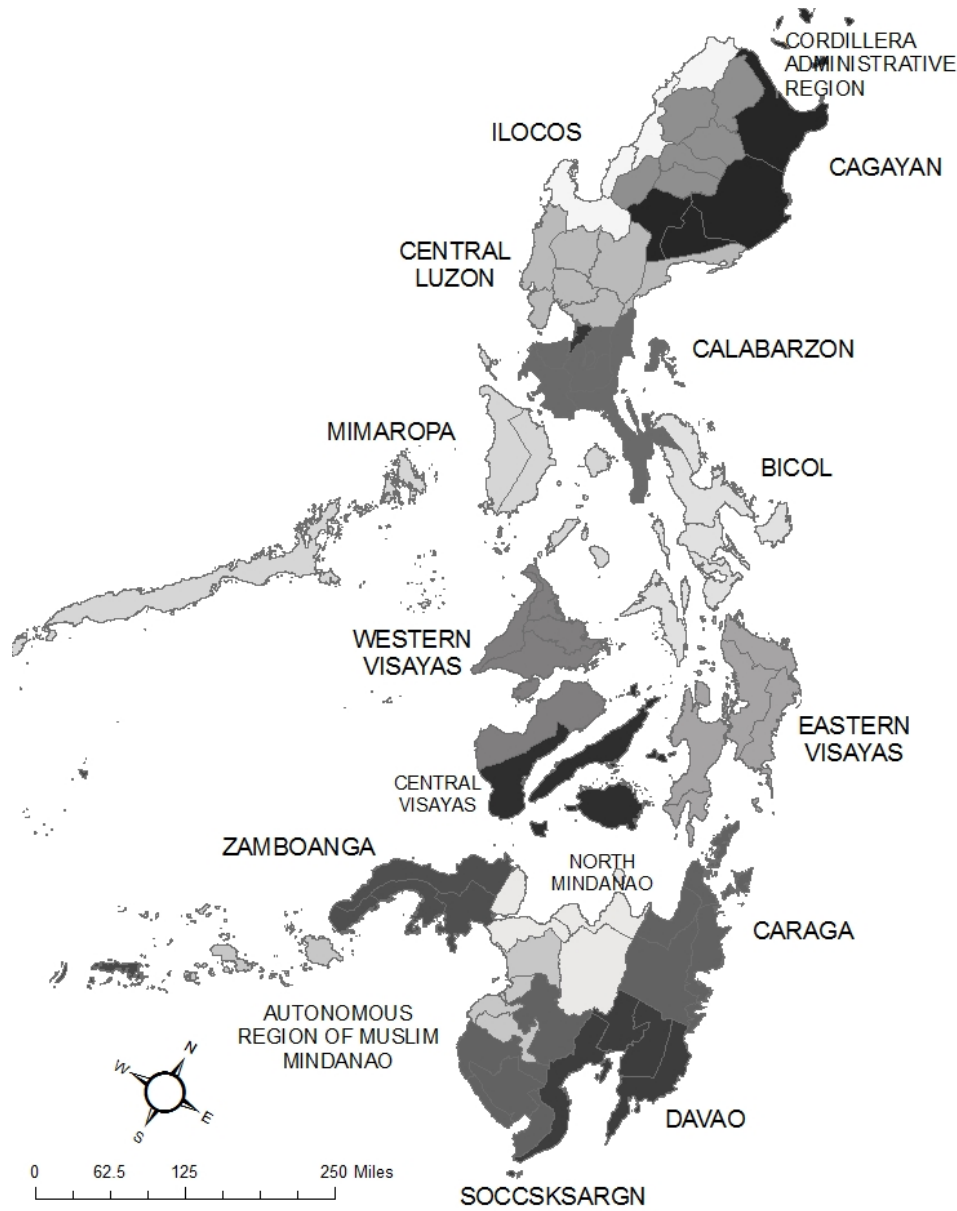 CORDILLERA
ADMINISTRATIVE
REGION
ILOCOS
CAGAYAN
CENTRAL
LUZON
CALABARZON
MIMAROPA
BICOL
WESTERN
VISAYAS
EASTERN
VISAYAS
CENTRAL
VISAYAS
ZAMBOANGA
NORTH
MINDANAO
CARAGA
AUTONOMOUS
REGION OF MUSLIM
MINDANAO
N
W
E
S
DAVAO
0 62.5 125 250 Miles
SOCCSKSARGN